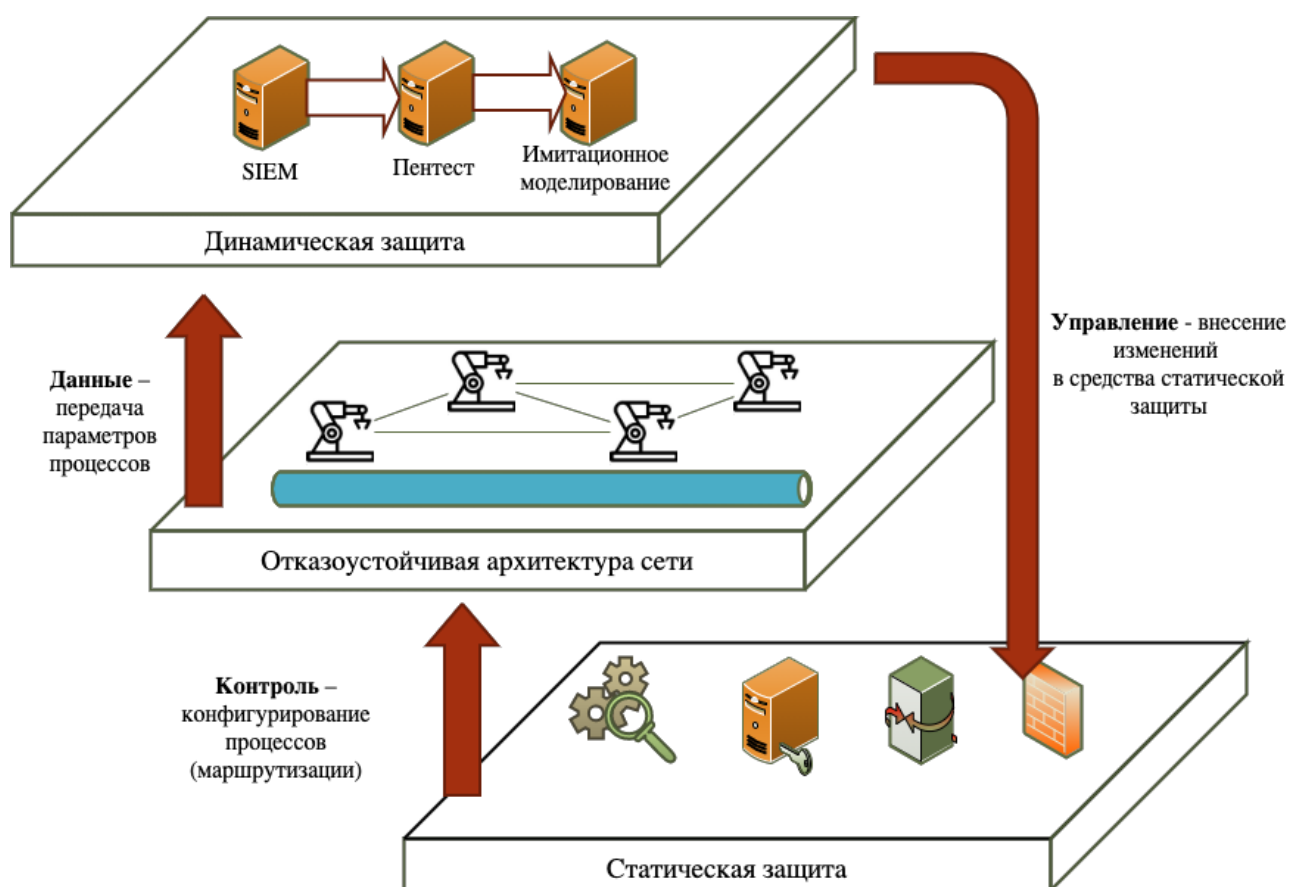 SIEM
Пентест
Имитационное
моделирование
Динамическая защита
Данные –
передача
параметров
процессов
Управление - внесение
изменений
в средства статической
защиты
Отказоустойчивая архитектура сети
Контроль –
конфигурирование
процессов
(маршрутизации)
Статическая защита